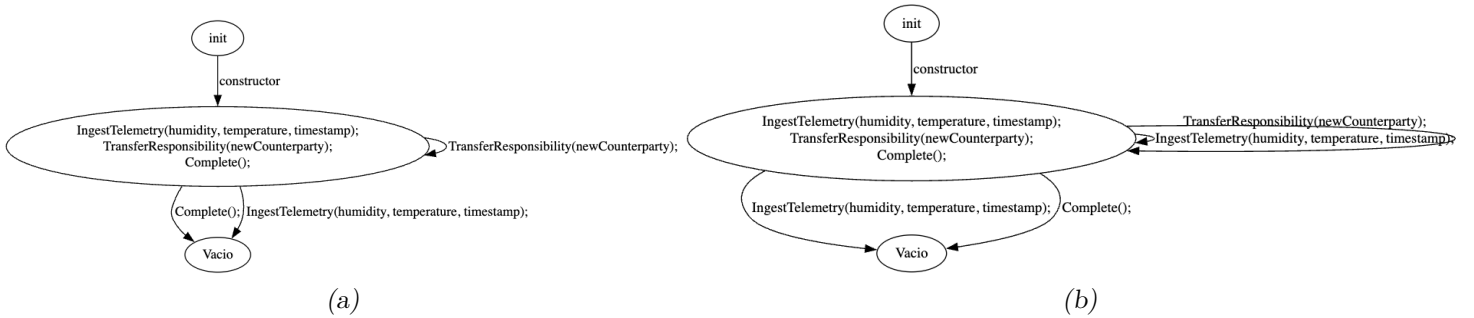 init
constructor
IngestTelemetry(humidity, temperature, timestamp);
TransferResponsibility(newCounterparty);
Complete();
TransferResponsibility(newCounterparty);
Complete();
IngestTelemetry(humidity, temperature, timestamp);
Vacio
(a)
init
constructor
IngestTelemetry(humidity, temperature, timestamp);
TransferResponsibility(newCounterparty);
Complete();
TransferResponsibility(newCounterparty);
IngestTelemetry(humidity, temperature, timestamp);
IngestTelemetry(humidity, temperature, timestamp);
Complete();
Vacio
(b)